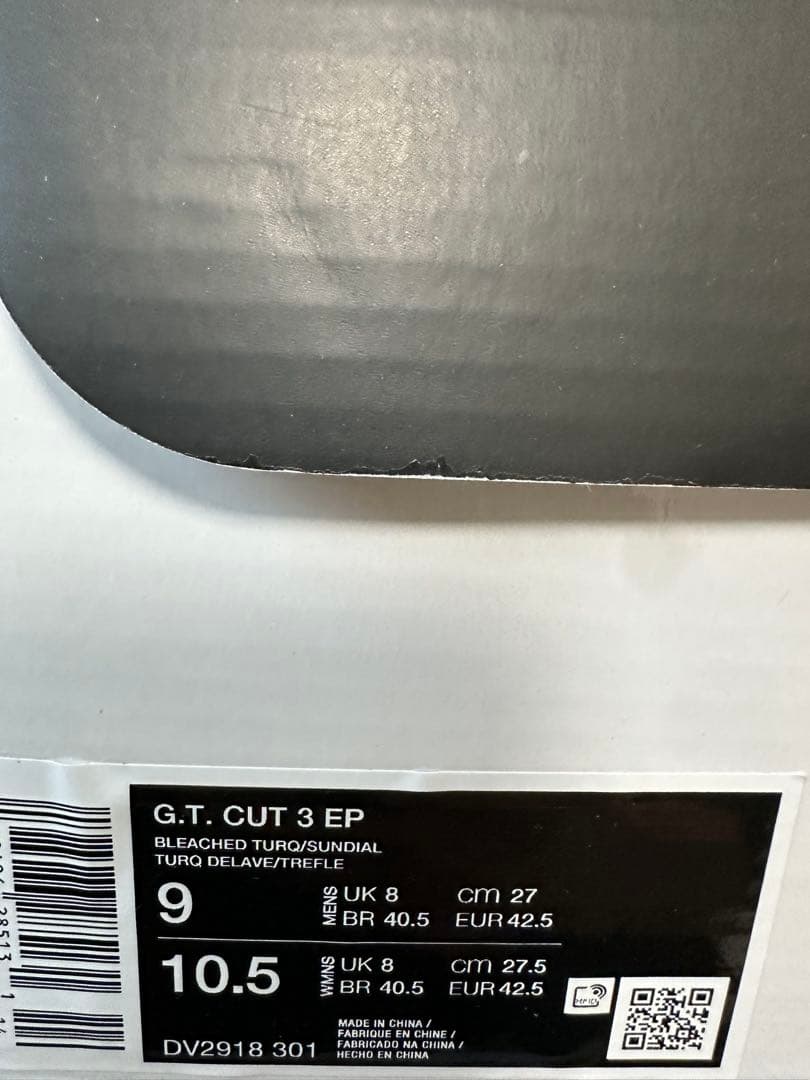 G.T. CUT 3 EP
BLEACHED TURQ/SUNDIAL
TURQ DELAVE/TREFLE
9 MENS UK 8 cm 27
BR 40.5 EUR 42.5
10.5 WMNS UK 8 cm 27.5
BR 40.5 EUR 42.5
DV2918 301
MADE IN CHINA /
FABRIQUE EN CHINE /
FABRICADO NA CHINA /
HECHO EN CHINA
28513